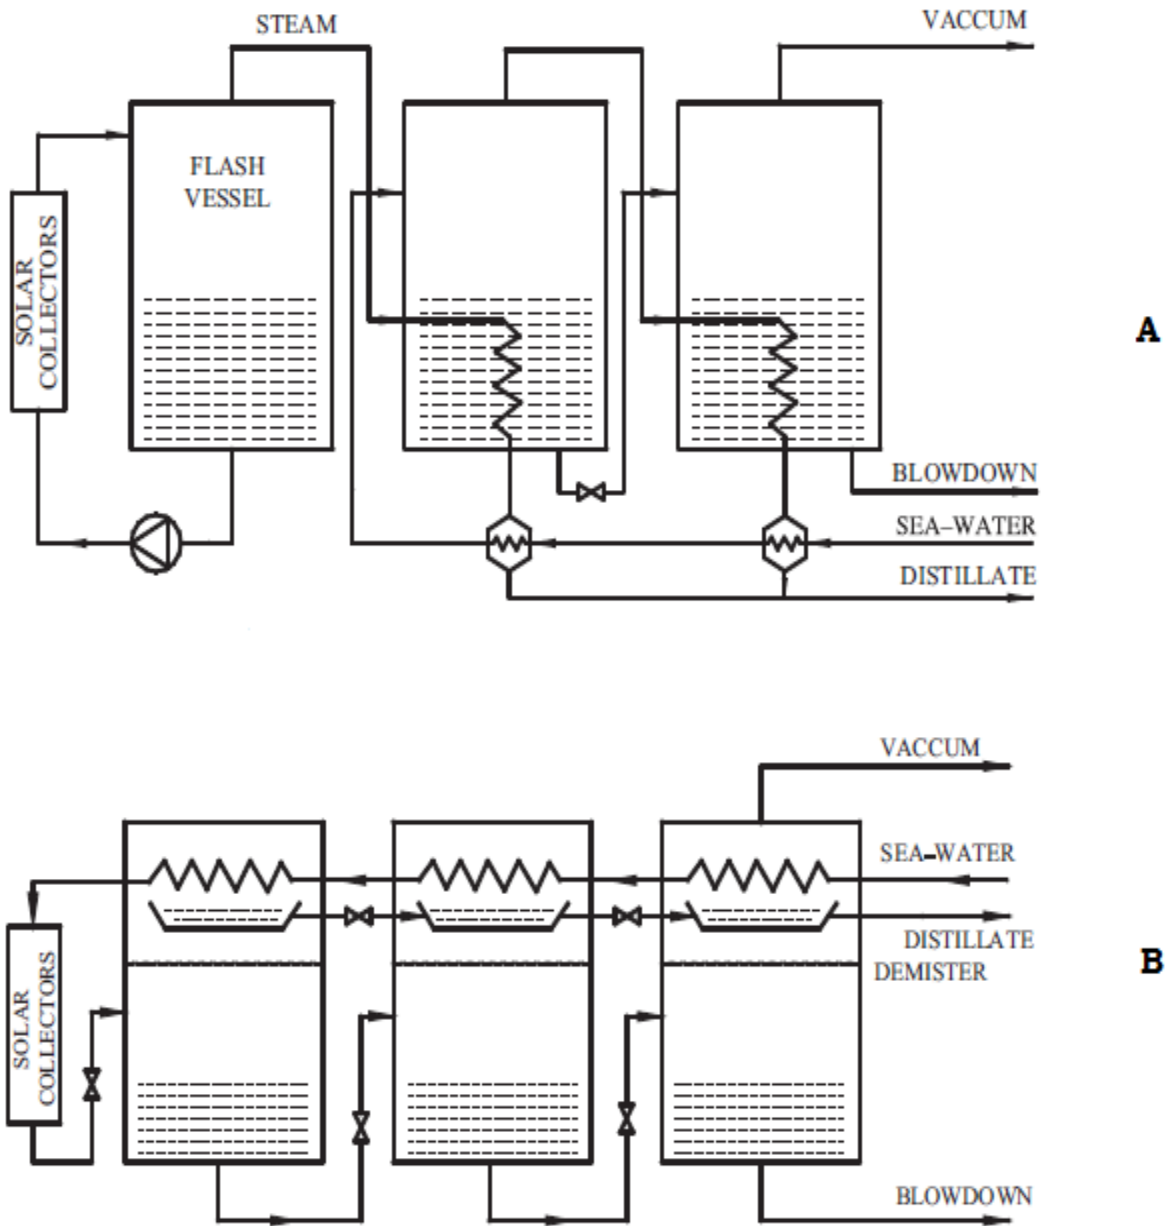 STEAM
VACCUM
FLASH
VESSEL
SOLAR
COLLECTORS
A
BLOWDOWN
SEA-WATER
DISTILLATE
VACCUM
SEA-WATER
DISTILLATE
DEMISTER
B
SOLAR
COLLECTORS
BLOWDOWN